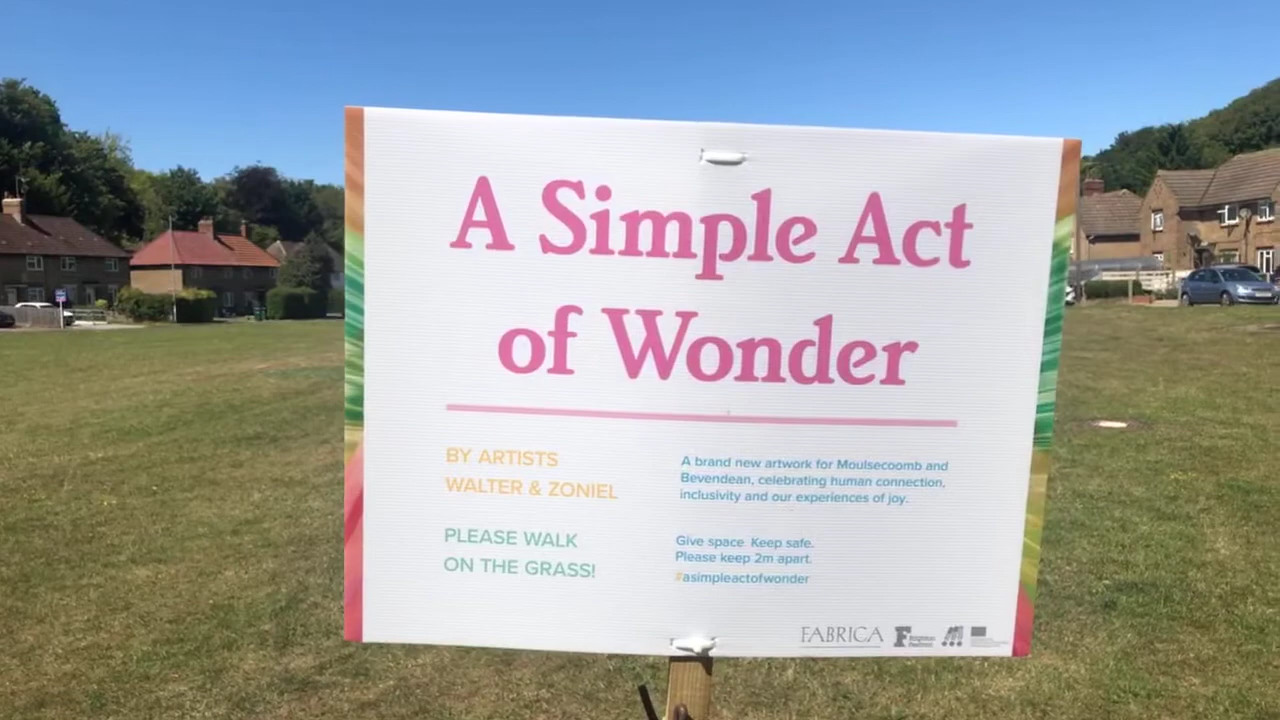 A Simple Act
of Wonder
BY ARTISTS
WALTER & ZONIEL
PLEASE WALK
ON THE GRASS!
A brand new artwork for Moulsecoomb and
Bevendean, celebrating human connection,
inclusivity and our experiences of joy.
Give space Keep safe.
Please keep 2m apart.
#asimpleactofwonder
FABRICA